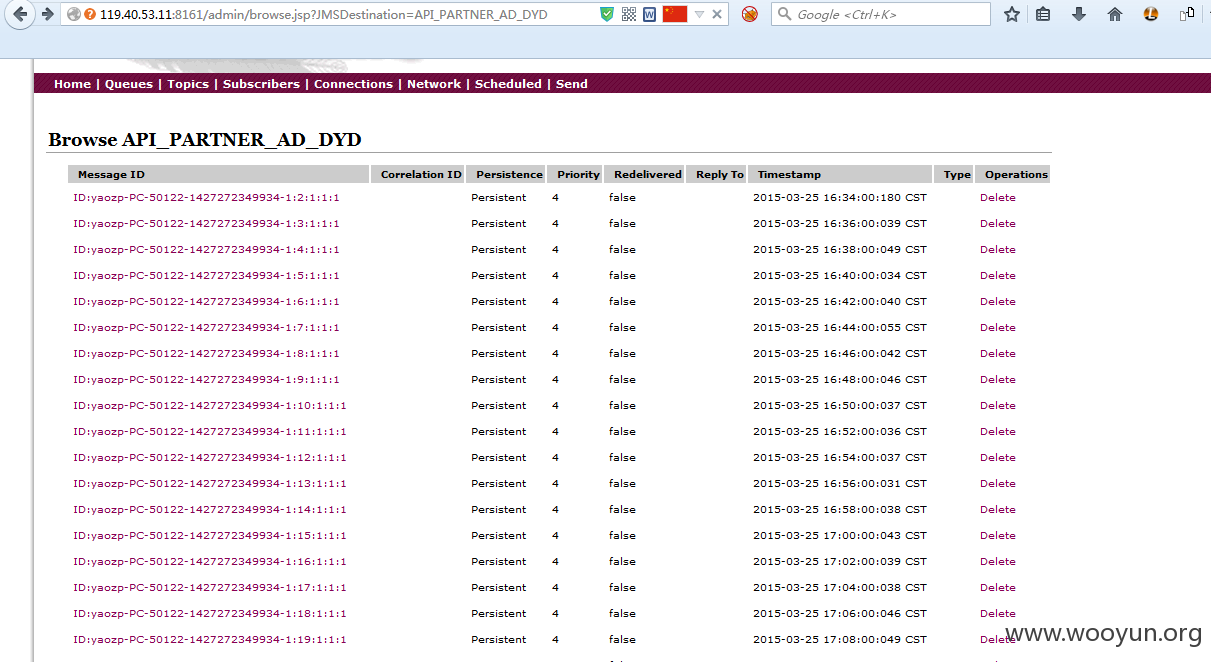 119.40.53.11:8161/admin/browse.jsp?JMSDestination=API_PARTNER_AD_DYD
Google <Ctrl+K>
Home | Queues | Topics | Subscribers | Connections | Network | Scheduled | Send
Browse API_PARTNER_AD_DYD
Message ID Correlation ID Persistence Priority Redelivered Reply To Timestamp Type Operations
ID:yaozp-PC-50122-1427272349934-1:2:1:1:1 Persistent 4 false 2015-03-25 16:34:00:180 CST Delete
ID:yaozp-PC-50122-1427272349934-1:3:1:1:1 Persistent 4 false 2015-03-25 16:36:00:039 CST Delete
ID:yaozp-PC-50122-1427272349934-1:4:1:1:1 Persistent 4 false 2015-03-25 16:38:00:049 CST Delete
ID:yaozp-PC-50122-1427272349934-1:5:1:1:1 Persistent 4 false 2015-03-25 16:40:00:034 CST Delete
ID:yaozp-PC-50122-1427272349934-1:6:1:1:1 Persistent 4 false 2015-03-25 16:42:00:040 CST Delete
ID:yaozp-PC-50122-1427272349934-1:7:1:1:1 Persistent 4 false 2015-03-25 16:44:00:055 CST Delete
ID:yaozp-PC-50122-1427272349934-1:8:1:1:1 Persistent 4 false 2015-03-25 16:46:00:042 CST Delete
ID:yaozp-PC-50122-1427272349934-1:9:1:1:1 Persistent 4 false 2015-03-25 16:48:00:046 CST Delete
ID:yaozp-PC-50122-1427272349934-1:10:1:1:1 Persistent 4 false 2015-03-25 16:50:00:037 CST Delete
ID:yaozp-PC-50122-1427272349934-1:11:1:1:1 Persistent 4 false 2015-03-25 16:52:00:036 CST Delete
ID:yaozp-PC-50122-1427272349934-1:12:1:1:1 Persistent 4 false 2015-03-25 16:54:00:037 CST Delete
ID:yaozp-PC-50122-1427272349934-1:13:1:1:1 Persistent 4 false 2015-03-25 16:56:00:031 CST Delete
ID:yaozp-PC-50122-1427272349934-1:14:1:1:1 Persistent 4 false 2015-03-25 16:58:00:038 CST Delete
ID:yaozp-PC-50122-1427272349934-1:15:1:1:1 Persistent 4 false 2015-03-25 17:00:00:043 CST Delete
ID:yaozp-PC-50122-1427272349934-1:16:1:1:1 Persistent 4 false 2015-03-25 17:02:00:039 CST Delete
ID:yaozp-PC-50122-1427272349934-1:17:1:1:1 Persistent 4 false 2015-03-25 17:04:00:038 CST Delete
ID:yaozp-PC-50122-1427272349934-1:18:1:1:1 Persistent 4 false 2015-03-25 17:06:00:046 CST Delete
ID:yaozp-PC-50122-1427272349934-1:19:1:1:1 Persistent 4 false 2015-03-25 17:08:00:049 CST Delete
www.wooyun.org